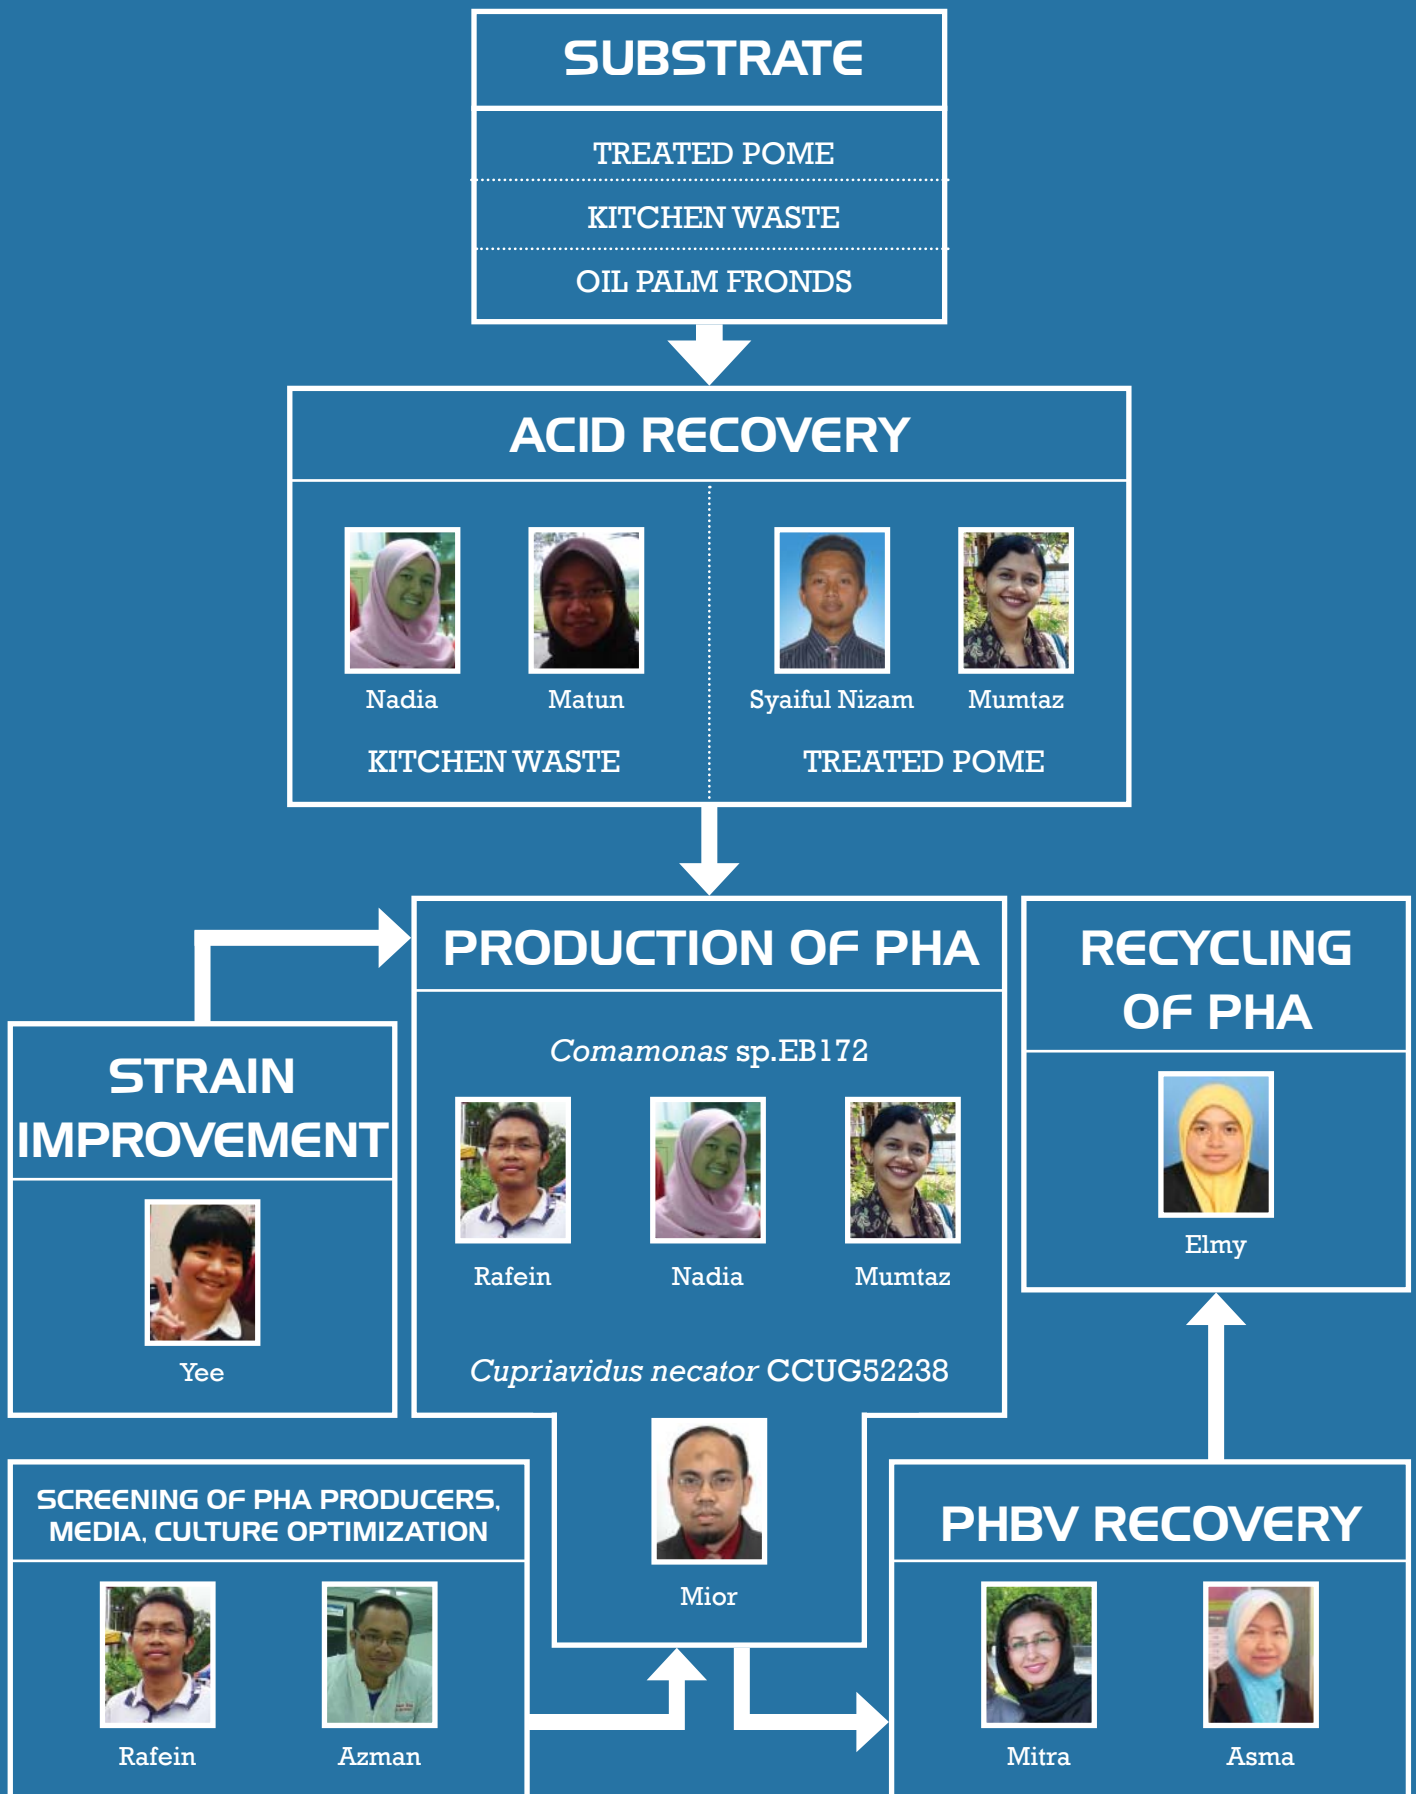 SUBSTRATE
TREATED POME
KITCHEN WASTE
OIL PALM FRONDS
ACID RECOVERY
Nadia
Matun
Syaiful Nizam
Mumtaz
KITCHEN WASTE
TREATED POME
PRODUCTION OF PHA
Comamonas sp.EB172
Rafein
Nadia
Mumtaz
Cupriavidus necator CCUG52238
Mior
RECYCLING
OF PHA
Elmy
STRAIN
IMPROVEMENT
Yee
SCREENING OF PHA PRODUCERS,
MEDIA, CULTURE OPTIMIZATION
Rafein
Azman
PHBV RECOVERY
Mitra
Asma